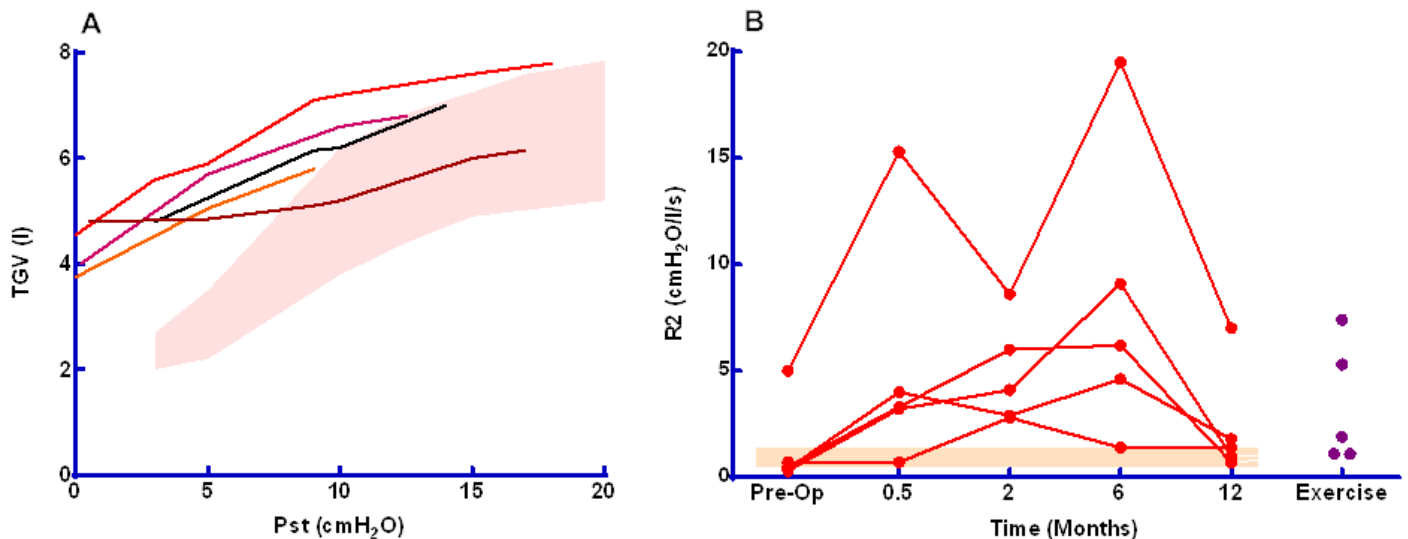 A
8
6
4
2
0
TGV (l)
0 5 10 15 20
Pst (cmH₂O)
B
20
15
10
5
0
R2 (cmH₂O/l/s)
Pre-Op 0.5 2 6 12 Exercise
Time (Months)